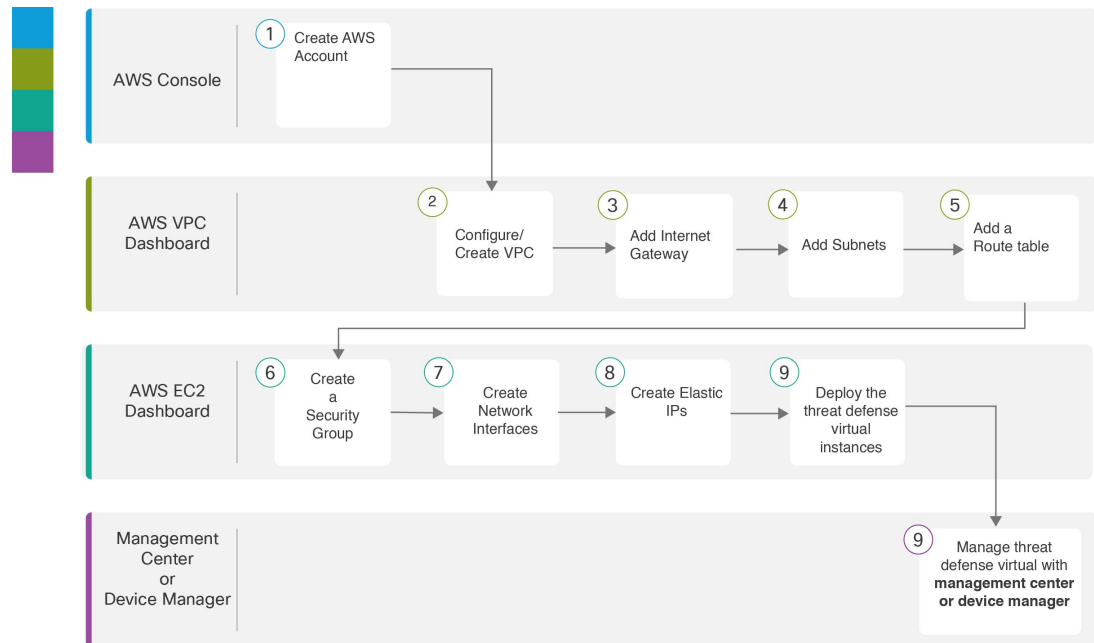 AWS Console
1
Create AWS
Account
AWS VPC
Dashboard
2
Configure/
Create VPC
3
Add Internet
Gateway
4
Add Subnets
5
Add a
Route table
AWS EC2
Dashboard
6
Create
a
Security
Group
7
Create
Network
Interfaces
8
Create Elastic
IPs
9
Deploy the
threat defense
virtual
instances
Management
Center
or
Device Manager
9
Manage threat
defense virtual with
management center
or device manager